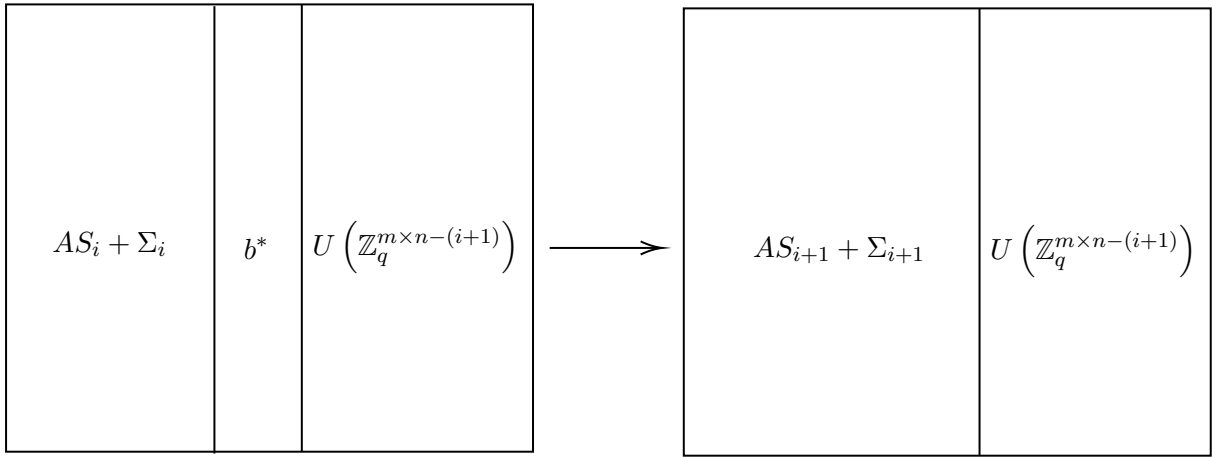 AS_i + Σ_i
b*
U(ℤ_q^{m×n−(i+1)})
AS_{i+1} + Σ_{i+1}
U(ℤ_q^{m×n−(i+1)})